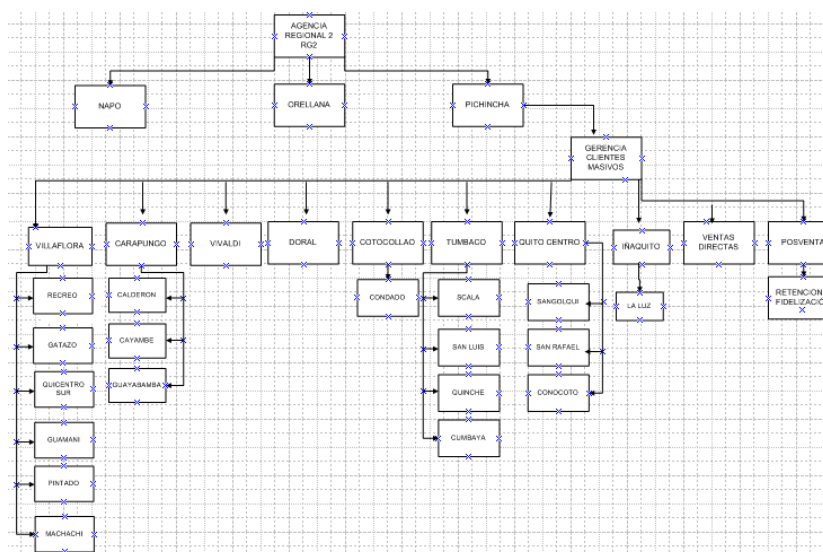 AGENCIA
REGIONAL 2
RG2
NAPO
ORELLANA
PICHINCHA
GERENCIA
CLIENTES
MASIVOS
VILLAFLORA
CARAPUNGO
VIVALDI
DORAL
COTOCOLLAO
TUMBACO
QUITO CENTRO
IÑAQUITO
VENTAS
DIRECTAS
POSVENTA
RECREO
GATAZO
QUICENTRO
SUR
GUAMANI
PINTADO
MACHACHI
CALDERON
CAYAMBE
GUAYABAMBA
CONDADO
SCALA
SAN LUIS
QUINCHE
CUMBAYA
SANGOLQUI
SAN RAFAEL
CONOCOTO
LA LUZ
RETENCION
FIDELIZACIÓ